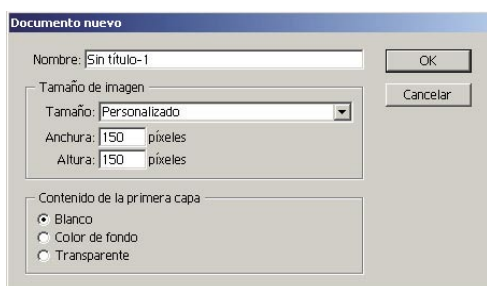 Documento nuevo
Nombre: Sin título-1
OK
Cancelar
Tamaño de imagen
Tamaño: Personalizado
Anchura: 150 píxeles
Altura: 150 píxeles
Contenido de la primera capa
Blanco
Color de fondo
Transparente